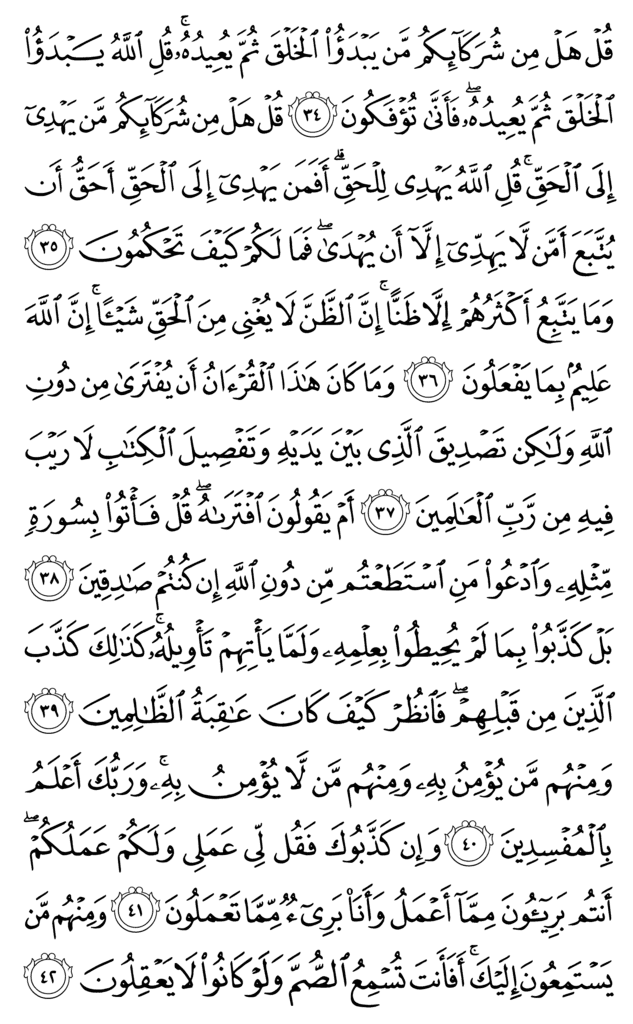 قُلْ هَلْ مِن شُرَكَآئِكُم مَّن يَبْدَؤُا۟ ٱلْخَلْقَ ثُمَّ يُعِيدُهُۥ ۚ قُلِ ٱللَّهُ يَبْدَؤُا۟
ٱلْخَلْقَ ثُمَّ يُعِيدُهُۥ ۖ فَأَنَّىٰ تُؤْفَكُونَ ٣٤ قُلْ هَلْ مِن شُرَكَآئِكُم مَّن يَهْدِىٓ
إِلَى ٱلْحَقِّ ۚ قُلِ ٱللَّهُ يَهْدِى لِلْحَقِّ ۗ أَفَمَن يَهْدِىٓ إِلَى ٱلْحَقِّ أَحَقُّ أَن
يُتَّبَعَ أَمَّن لَّا يَهِدِّىٓ إِلَّآ أَن يُهْدَىٰ ۖ فَمَا لَكُمْ كَيْفَ تَحْكُمُونَ ٣٥
وَمَا يَتَّبِعُ أَكْثَرُهُمْ إِلَّا ظَنًّا ۚ إِنَّ ٱلظَّنَّ لَا يُغْنِى مِنَ ٱلْحَقِّ شَيْـًٔا ۚ إِنَّ ٱللَّهَ
عَلِيمٌۢ بِمَا يَفْعَلُونَ ٣٦ وَمَا كَانَ هَـٰذَا ٱلْقُرْءَانُ أَن يُفْتَرَىٰ مِن دُونِ
ٱللَّهِ وَلَـٰكِن تَصْدِيقَ ٱلَّذِى بَيْنَ يَدَيْهِ وَتَفْصِيلَ ٱلْكِتَـٰبِ لَا رَيْبَ
فِيهِ مِن رَّبِّ ٱلْعَـٰلَمِينَ ٣٧ أَمْ يَقُولُونَ ٱفْتَرَىٰهُ ۖ قُلْ فَأْتُوا۟ بِسُورَةٍ
مِّثْلِهِۦ وَٱدْعُوا۟ مَنِ ٱسْتَطَعْتُم مِّن دُونِ ٱللَّهِ إِن كُنتُمْ صَـٰدِقِينَ ٣٨
بَلْ كَذَّبُوا۟ بِمَا لَمْ يُحِيطُوا۟ بِعِلْمِهِۦ وَلَمَّا يَأْتِهِمْ تَأْوِيلُهُۥ ۚ كَذَٰلِكَ كَذَّبَ
ٱلَّذِينَ مِن قَبْلِهِمْ ۖ فَٱنظُرْ كَيْفَ كَانَ عَـٰقِبَةُ ٱلظَّـٰلِمِينَ ٣٩
وَمِنْهُم مَّن يُؤْمِنُ بِهِۦ وَمِنْهُم مَّن لَّا يُؤْمِنُ بِهِۦ ۚ وَرَبُّكَ أَعْلَمُ
بِٱلْمُفْسِدِينَ ٤٠ وَإِن كَذَّبُوكَ فَقُل لِّى عَمَلِى وَلَكُمْ عَمَلُكُمْ ۖ
أَنتُم بَرِيٓـُٔونَ مِمَّآ أَعْمَلُ وَأَنَا۠ بَرِىٓءٌ مِّمَّا تَعْمَلُونَ ٤١ وَمِنْهُم مَّن
يَسْتَمِعُونَ إِلَيْكَ ۚ أَفَأَنتَ تُسْمِعُ ٱلصُّمَّ وَلَوْ كَانُوا۟ لَا يَعْقِلُونَ ٤٢